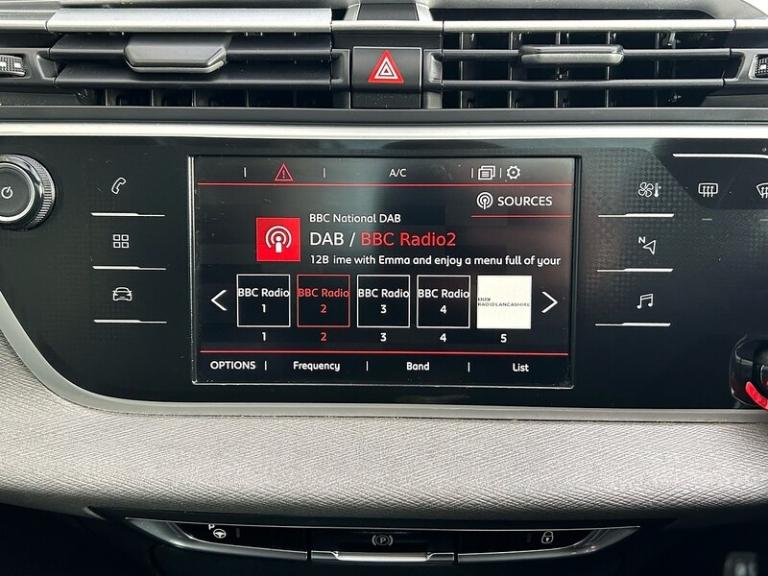 A/C
SOURCES
BBC National DAB
DAB / BBC Radio2
12B ime with Emma and enjoy a menu full of your
BBC Radio 1
BBC Radio 2
BBC Radio 3
BBC Radio 4
RADIO LANCASHIRE
1 2 3 4 5
OPTIONS Frequency Band List
N
P
P